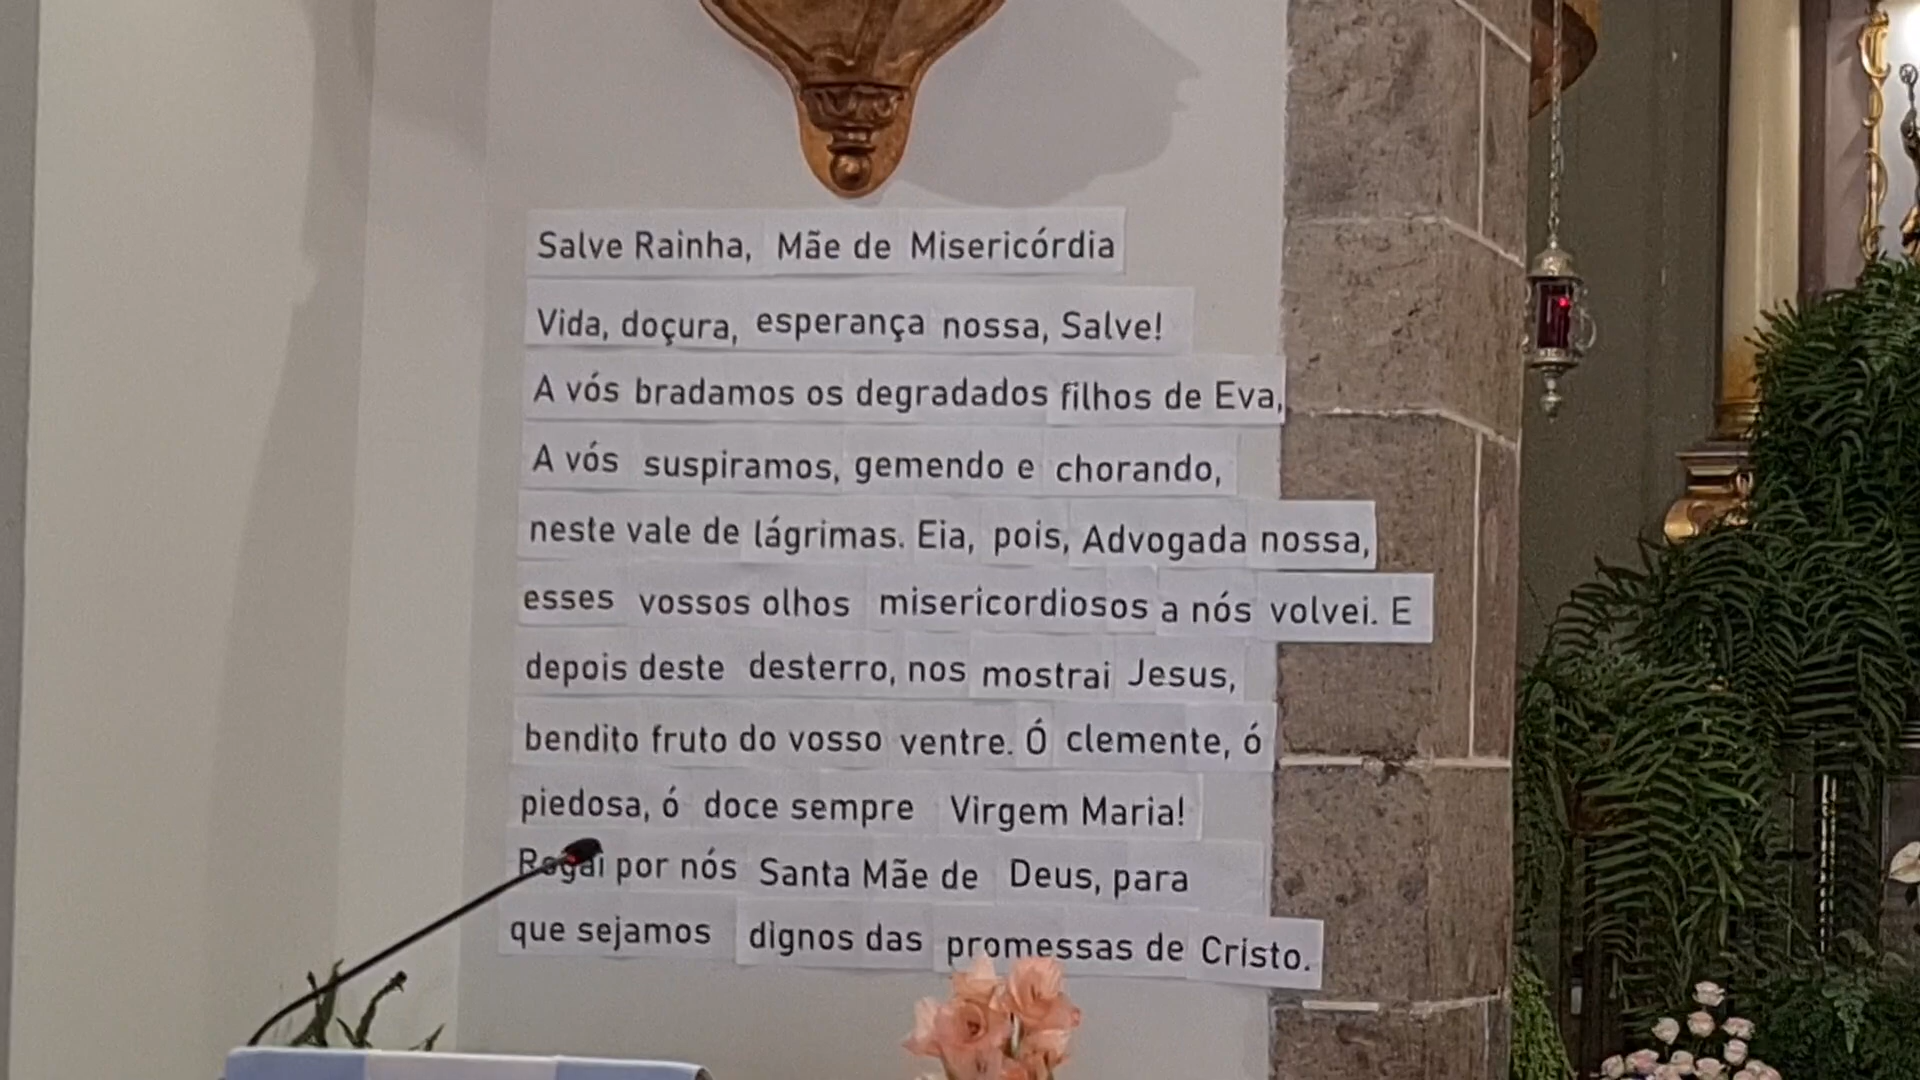 Salve Rainha, Mãe de Misericórdia
Vida, doçura, esperança nossa, Salve!
A vós bradamos os degradados filhos de Eva,
A vós suspiramos, gemendo e chorando,
neste vale de lágrimas. Eia, pois, Advogada nossa,
esses vossos olhos misericordiosos a nós volvei. E
depois deste desterro, nos mostrai Jesus,
bendito fruto do vosso ventre. Ó clemente, ó
piedosa, ó doce sempre Virgem Maria!
Rogai por nós Santa Mãe de Deus, para
que sejamos dignos das promessas de Cristo.